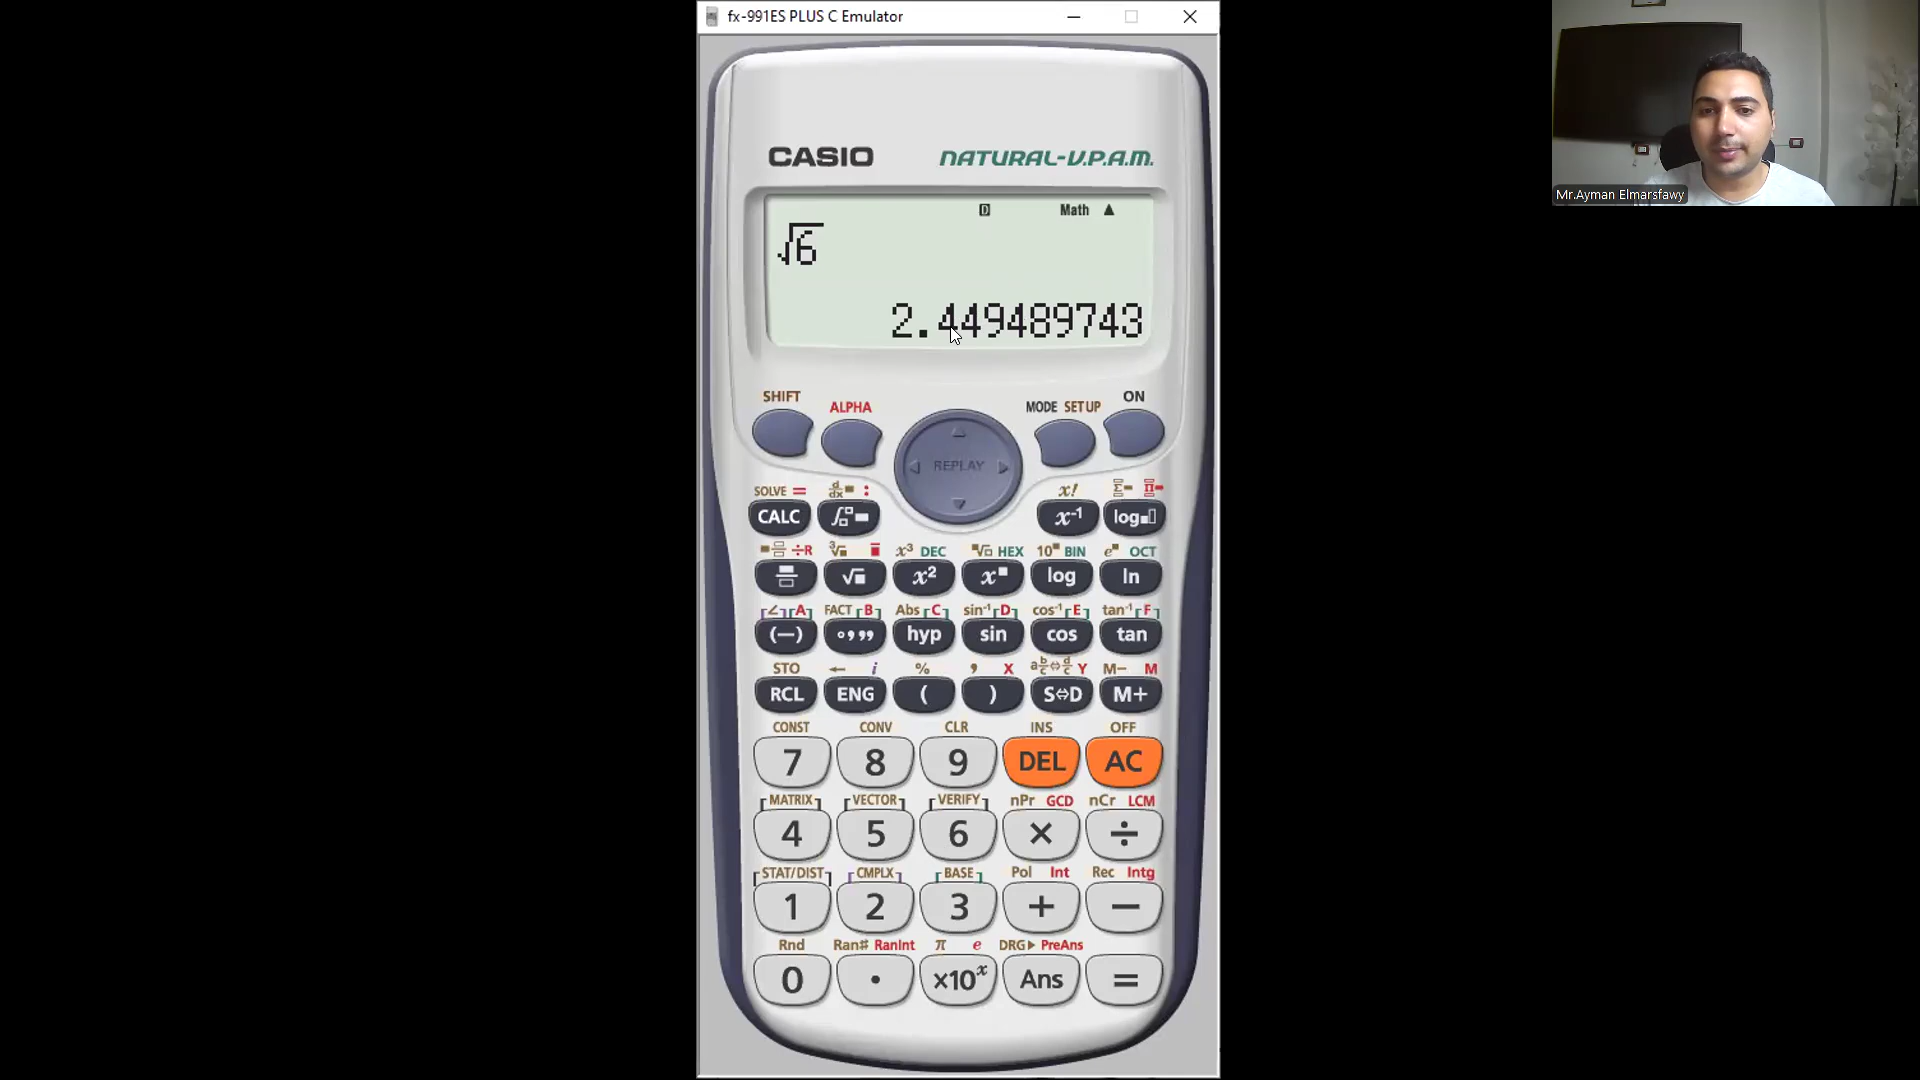 fx-991ES PLUS C Emulator
CASIO NATURAL-V.P.A.M.
Mr.Ayman Elmarsfawy
D Math ▲
√6
2.449489743
SHIFT ALPHA MODE SETUP ON
REPLAY
SOLVE = d/dx :  x! Σ Π
CALC ∫ x⁻¹ log
÷R ³√ x³ DEC √ HEX 10 BIN e OCT
√ x² x log ln
∠ A FACT B Abs C sin⁻¹ D cos⁻¹ E tan⁻¹ F
(—) °,,, hyp sin cos tan
STO ← i % , X a b/c⇔d/c Y M− M
RCL ENG ( ) S⇔D M+
CONST CONV CLR INS OFF
7 8 9 DEL AC
MATRIX VECTOR VERIFY nPr GCD nCr LCM
4 5 6 × ÷
STAT/DIST CMPLX BASE Pol Int Rec Intg
1 2 3 + −
Rnd Ran# RanInt π e DRG▶ PreAns
0 • ×10ˣ Ans =